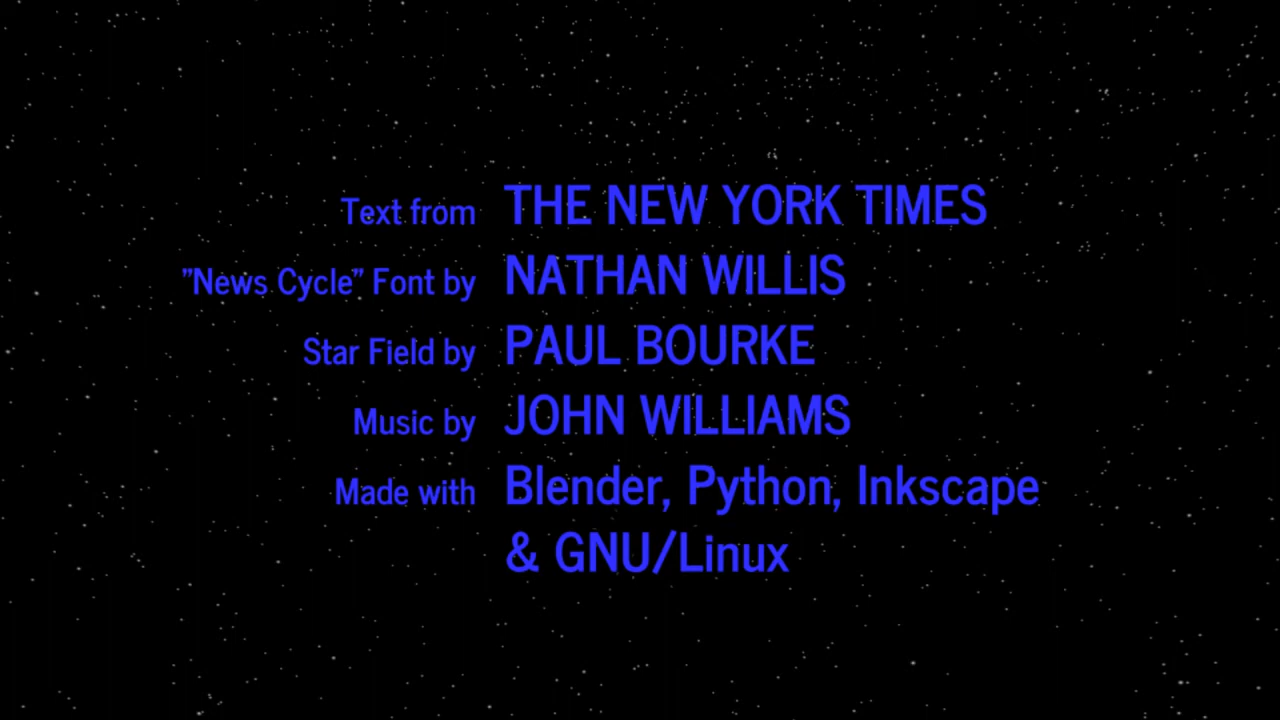 Text from THE NEW YORK TIMES
"News Cycle" Font by NATHAN WILLIS
Star Field by PAUL BOURKE
Music by JOHN WILLIAMS
Made with Blender, Python, Inkscape
& GNU/Linux